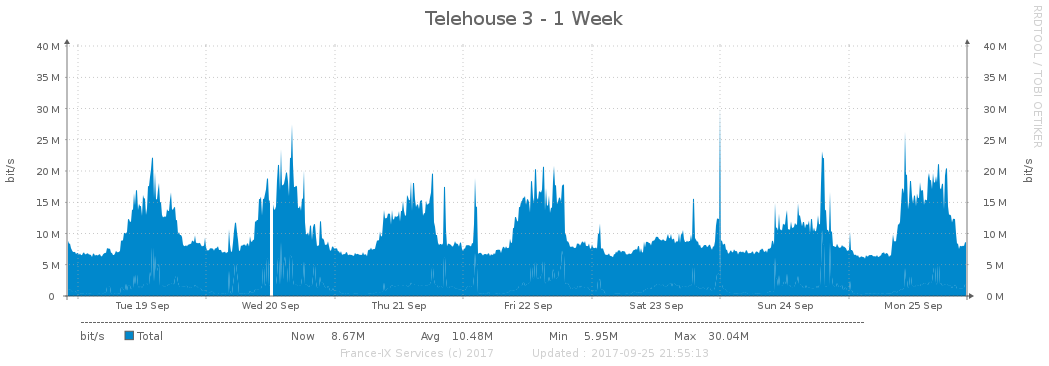 Telehouse 3 - 1 Week
RRDTOOL / TOBI OETIKER
40 M 40 M
35 M 35 M
30 M 30 M
25 M 25 M
20 M 20 M
15 M 15 M
10 M 10 M
5 M 5 M
0 0 M
bit/s bit/s
Tue 19 Sep Wed 20 Sep Thu 21 Sep Fri 22 Sep Sat 23 Sep Sun 24 Sep Mon 25 Sep
bit/s Total Now 8.67M Avg 10.48M Min 5.95M Max 30.04M
France-IX Services (c) 2017 Updated : 2017-09-25 21:55:13